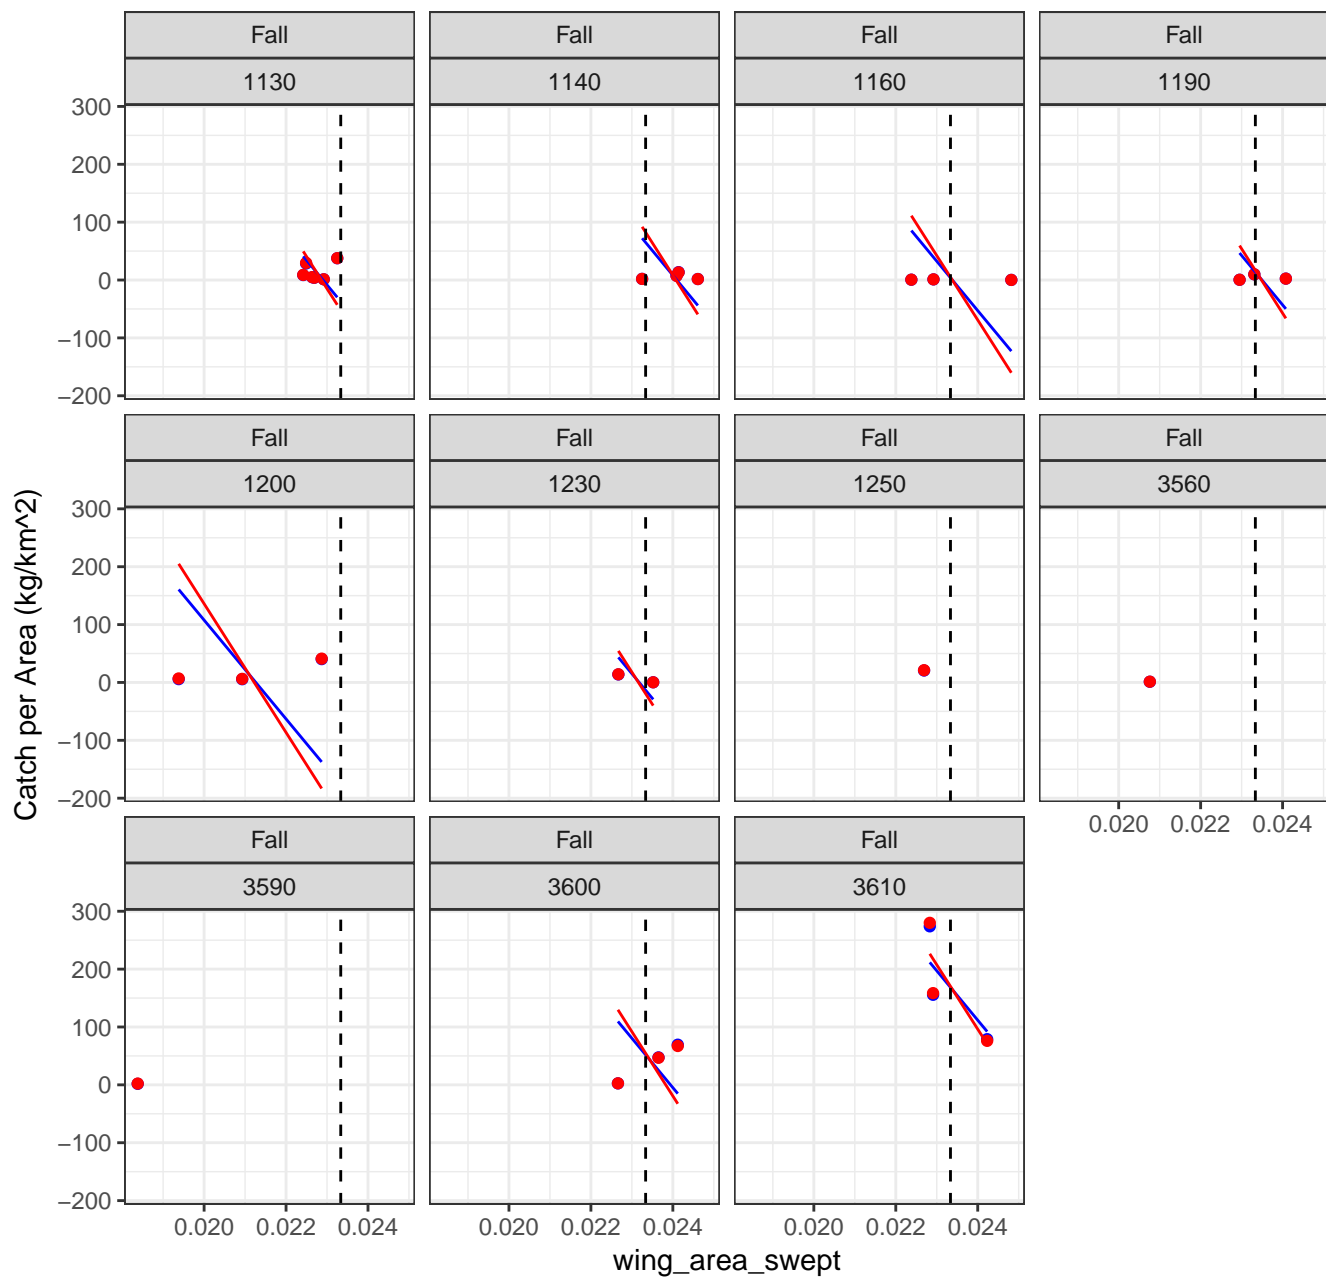 Fall Fall Fall Fall
1130 1140 1160 1190
300
200
100
0
−100
−200
Fall Fall Fall Fall
1200 1230 1250 3560
300
200
100
0
−100
−200
0.020 0.022 0.024
Fall Fall Fall
3590 3600 3610
300
200
100
0
−100
−200
0.020 0.022 0.024 0.020 0.022 0.024 0.020 0.022 0.024
wing_area_swept
Catch per Area (kg/km^2)